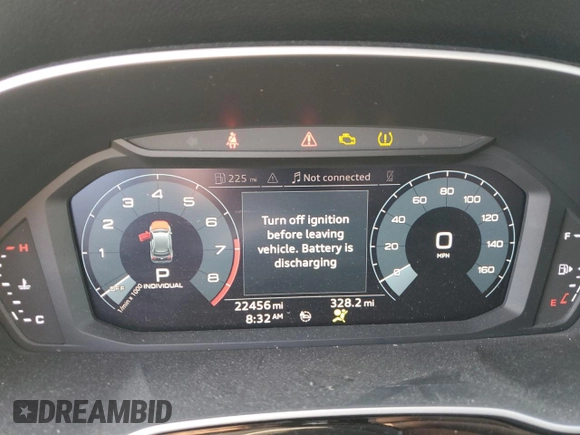 225 mi Not connected
1 2 3 4 5 6 7 8
OFF
1/min x 1000
P
INDIVIDUAL
Turn off ignition
before leaving
vehicle. Battery is
discharging
0 20 40 60 80 100 120 140 160
0
MPH
22456 mi 328.2 mi
8:32 AM
H
C
F
E
DREAMBID